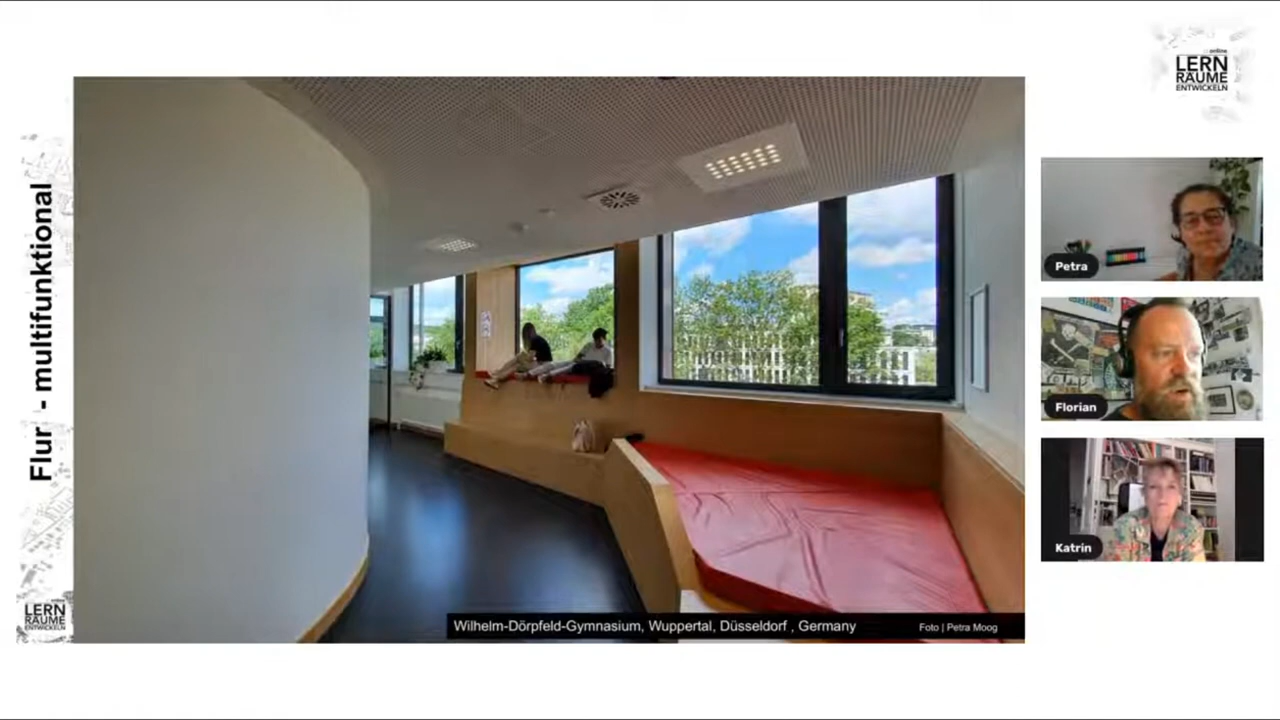 online
LERN
RÄUME
ENTWICKELN
Flur - multifunktional
Petra
Florian
Katrin
LERN
RÄUME
ENTWICKELN
Wilhelm-Dörpfeld-Gymnasium, Wuppertal, Düsseldorf , Germany
Foto | Petra Moog